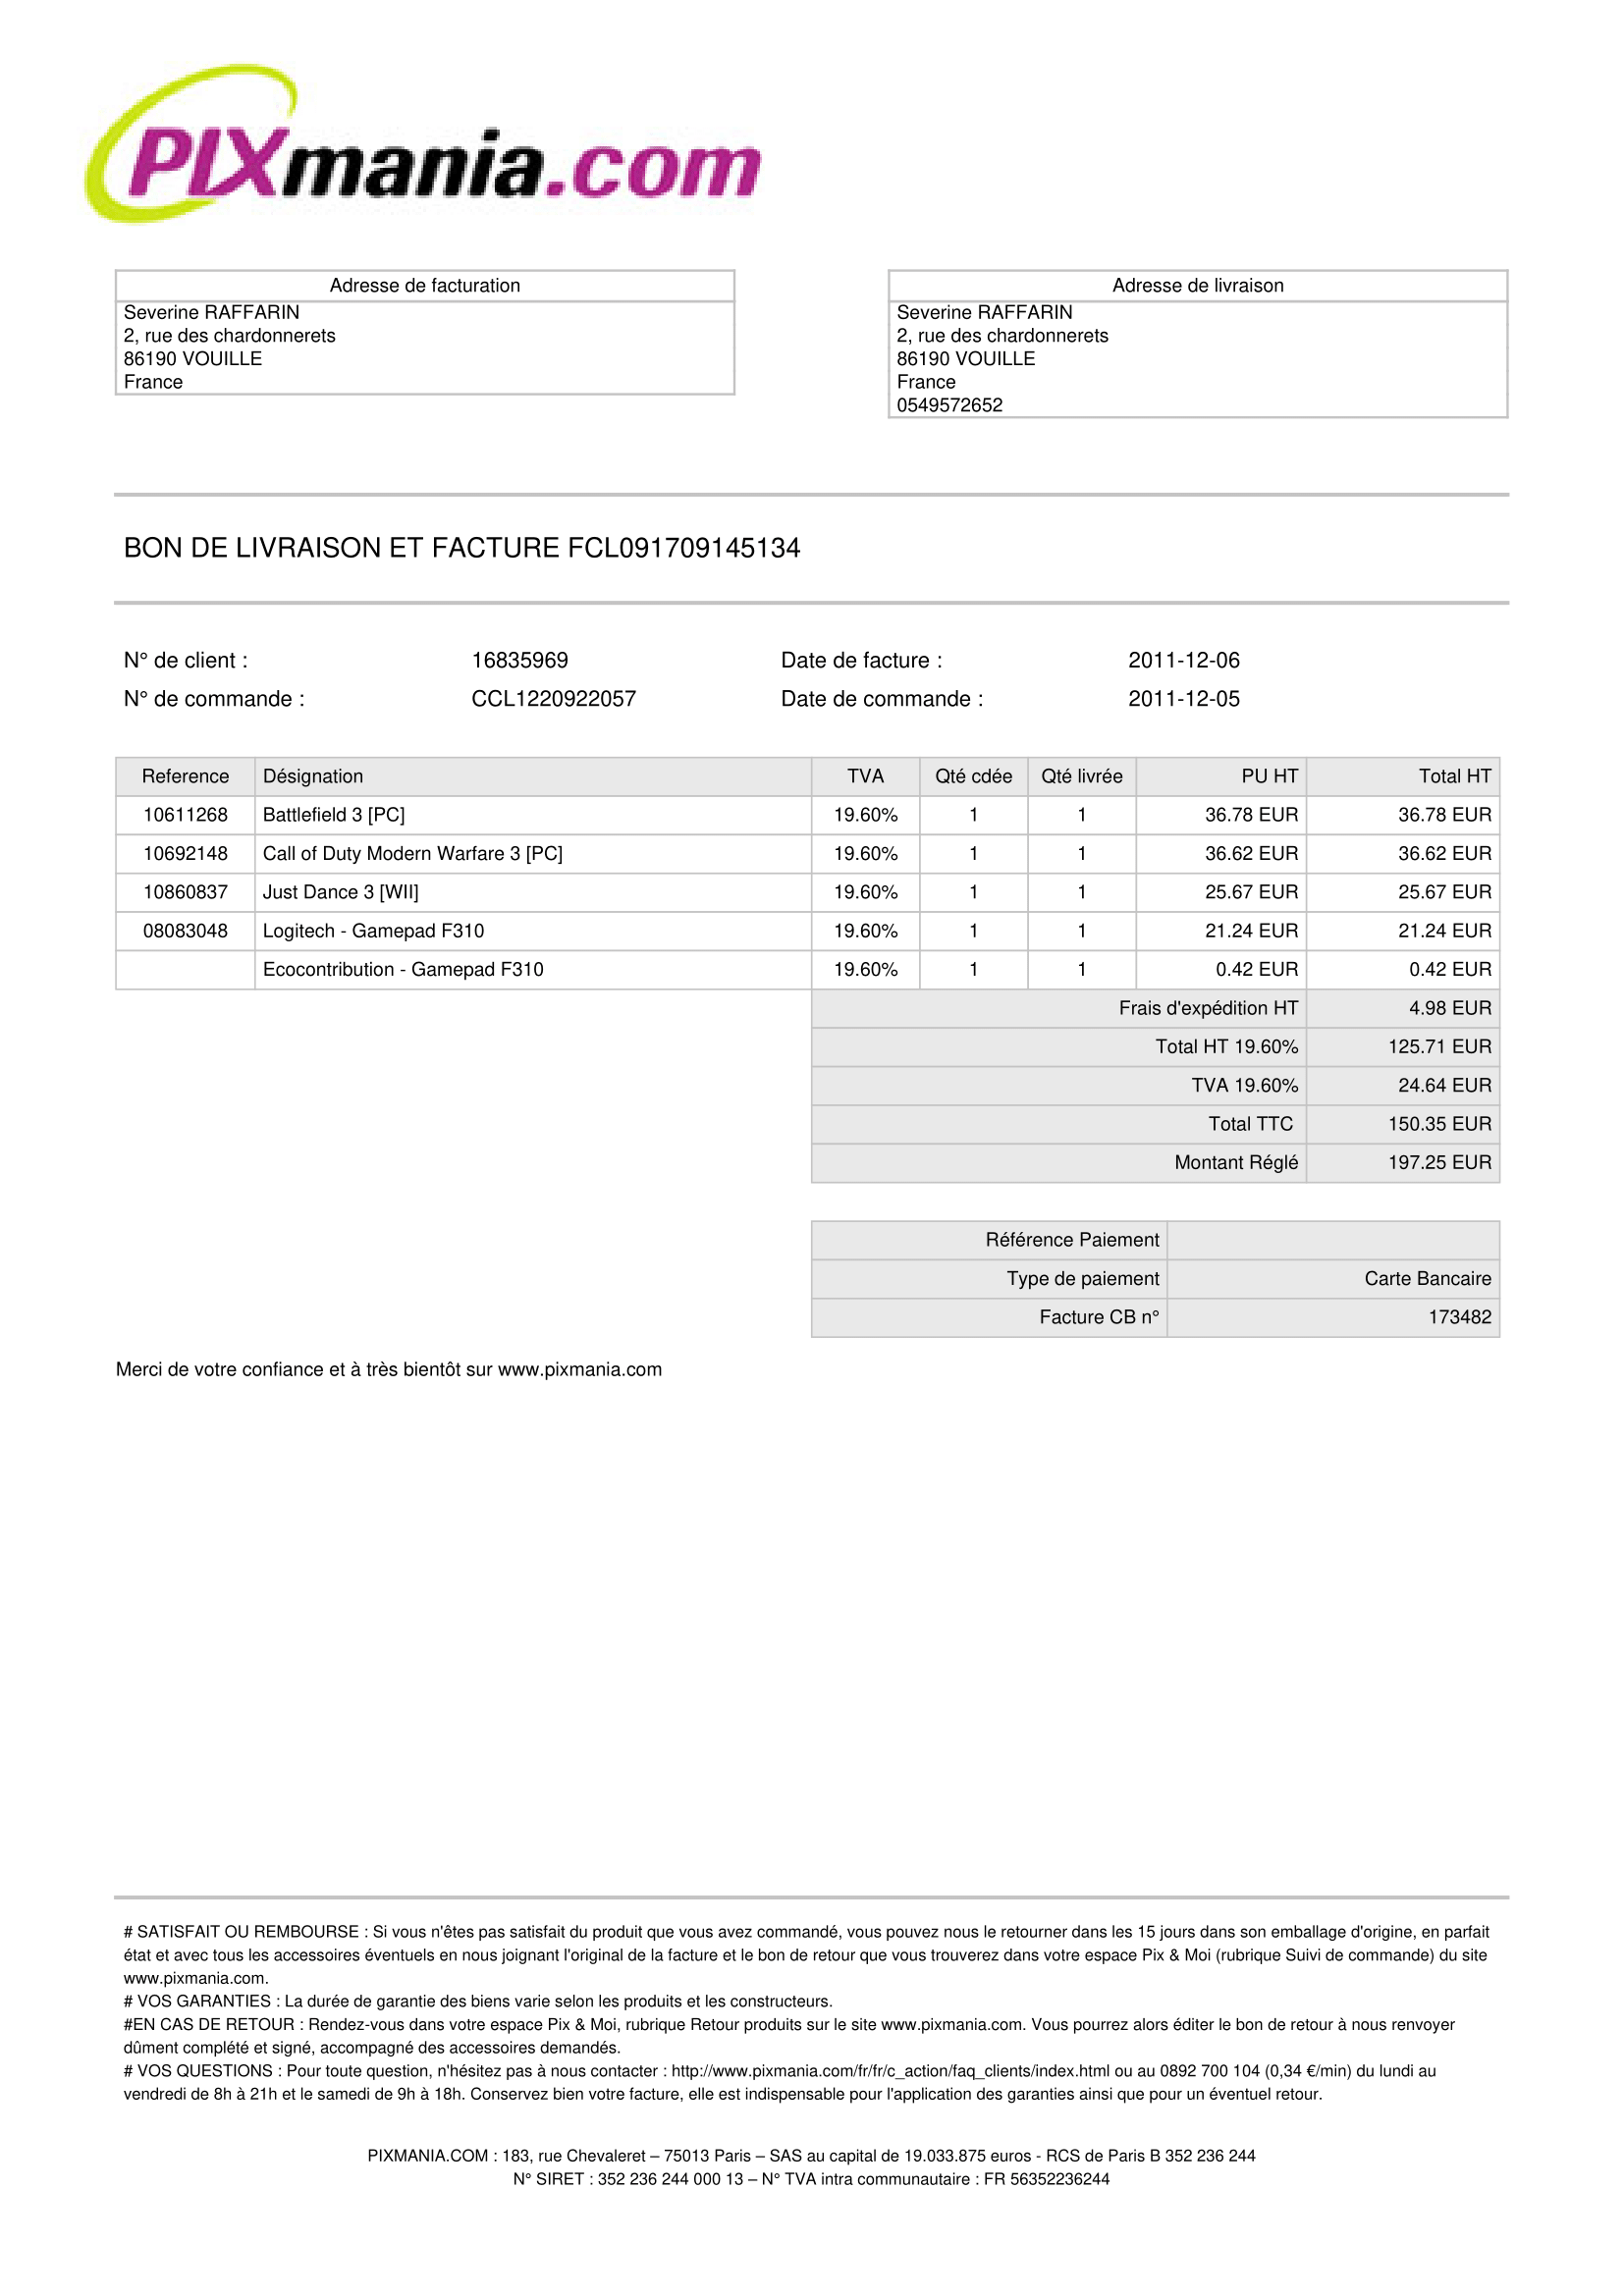 PIXmania.com
Adresse de facturation
Severine RAFFARIN
2, rue des chardonnerets
86190 VOUILLE
France
Adresse de livraison
Severine RAFFARIN
2, rue des chardonnerets
86190 VOUILLE
France
0549572652
BON DE LIVRAISON ET FACTURE FCL091709145134
N° de client : 16835969 Date de facture : 2011-12-06
N° de commande : CCL1220922057 Date de commande : 2011-12-05
Reference Désignation TVA Qté cdée Qté livrée PU HT Total HT
10611268 Battlefield 3 [PC] 19.60% 1 1 36.78 EUR 36.78 EUR
10692148 Call of Duty Modern Warfare 3 [PC] 19.60% 1 1 36.62 EUR 36.62 EUR
10860837 Just Dance 3 [WII] 19.60% 1 1 25.67 EUR 25.67 EUR
08083048 Logitech - Gamepad F310 19.60% 1 1 21.24 EUR 21.24 EUR
Ecocontribution - Gamepad F310 19.60% 1 1 0.42 EUR 0.42 EUR
Frais d'expédition HT 4.98 EUR
Total HT 19.60% 125.71 EUR
TVA 19.60% 24.64 EUR
Total TTC 150.35 EUR
Montant Réglé 197.25 EUR
Référence Paiement
Type de paiement Carte Bancaire
Facture CB n° 173482
Merci de votre confiance et à très bientôt sur www.pixmania.com
# SATISFAIT OU REMBOURSE : Si vous n'êtes pas satisfait du produit que vous avez commandé, vous pouvez nous le retourner dans les 15 jours dans son emballage d'origine, en parfait
état et avec tous les accessoires éventuels en nous joignant l'original de la facture et le bon de retour que vous trouverez dans votre espace Pix & Moi (rubrique Suivi de commande) du site
www.pixmania.com.
# VOS GARANTIES : La durée de garantie des biens varie selon les produits et les constructeurs.
#EN CAS DE RETOUR : Rendez-vous dans votre espace Pix & Moi, rubrique Retour produits sur le site www.pixmania.com. Vous pourrez alors éditer le bon de retour à nous renvoyer
dûment complété et signé, accompagné des accessoires demandés.
# VOS QUESTIONS : Pour toute question, n'hésitez pas à nous contacter : http://www.pixmania.com/fr/fr/c_action/faq_clients/index.html ou au 0892 700 104 (0,34 €/min) du lundi au
vendredi de 8h à 21h et le samedi de 9h à 18h. Conservez bien votre facture, elle est indispensable pour l'application des garanties ainsi que pour un éventuel retour.
PIXMANIA.COM : 183, rue Chevaleret – 75013 Paris – SAS au capital de 19.033.875 euros - RCS de Paris B 352 236 244
N° SIRET : 352 236 244 000 13 – N° TVA intra communautaire : FR 56352236244